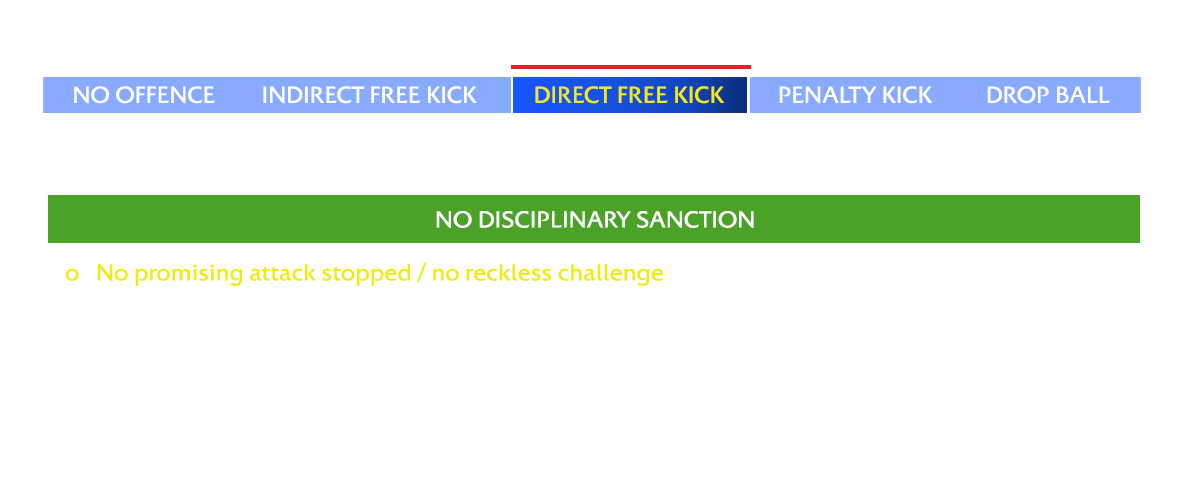 NO OFFENCE INDIRECT FREE KICK DIRECT FREE KICK PENALTY KICK DROP BALL
NO DISCIPLINARY SANCTION
o No promising attack stopped / no reckless challenge